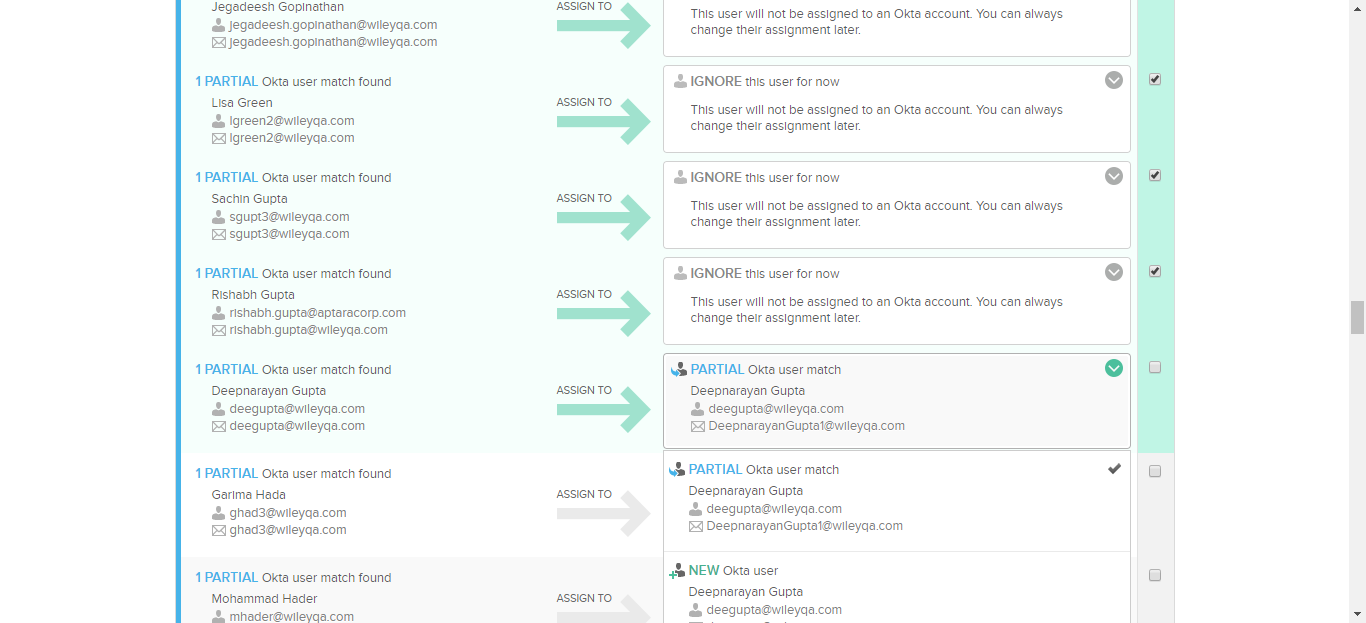 Jegadeesh Gopinathan
jegadeesh.gopinathan@wileyqa.com
jegadeesh.gopinathan@wileyqa.com
ASSIGN TO
This user will not be assigned to an Okta account. You can always
change their assignment later.
1 PARTIAL Okta user match found
Lisa Green
lgreen2@wileyqa.com
lgreen2@wileyqa.com
ASSIGN TO
IGNORE this user for now
This user will not be assigned to an Okta account. You can always
change their assignment later.
1 PARTIAL Okta user match found
Sachin Gupta
sgupt3@wileyqa.com
sgupt3@wileyqa.com
ASSIGN TO
IGNORE this user for now
This user will not be assigned to an Okta account. You can always
change their assignment later.
1 PARTIAL Okta user match found
Rishabh Gupta
rishabh.gupta@aptaracorp.com
rishabh.gupta@wileyqa.com
ASSIGN TO
IGNORE this user for now
This user will not be assigned to an Okta account. You can always
change their assignment later.
1 PARTIAL Okta user match found
Deepnarayan Gupta
deegupta@wileyqa.com
deegupta@wileyqa.com
ASSIGN TO
PARTIAL Okta user match
Deepnarayan Gupta
deegupta@wileyqa.com
DeepnarayanGupta1@wileyqa.com
1 PARTIAL Okta user match found
Garima Hada
ghad3@wileyqa.com
ghad3@wileyqa.com
ASSIGN TO
PARTIAL Okta user match
Deepnarayan Gupta
deegupta@wileyqa.com
DeepnarayanGupta1@wileyqa.com
1 PARTIAL Okta user match found
Mohammad Hader
mhader@wileyqa.com
ASSIGN TO
NEW Okta user
Deepnarayan Gupta
deegupta@wileyqa.com